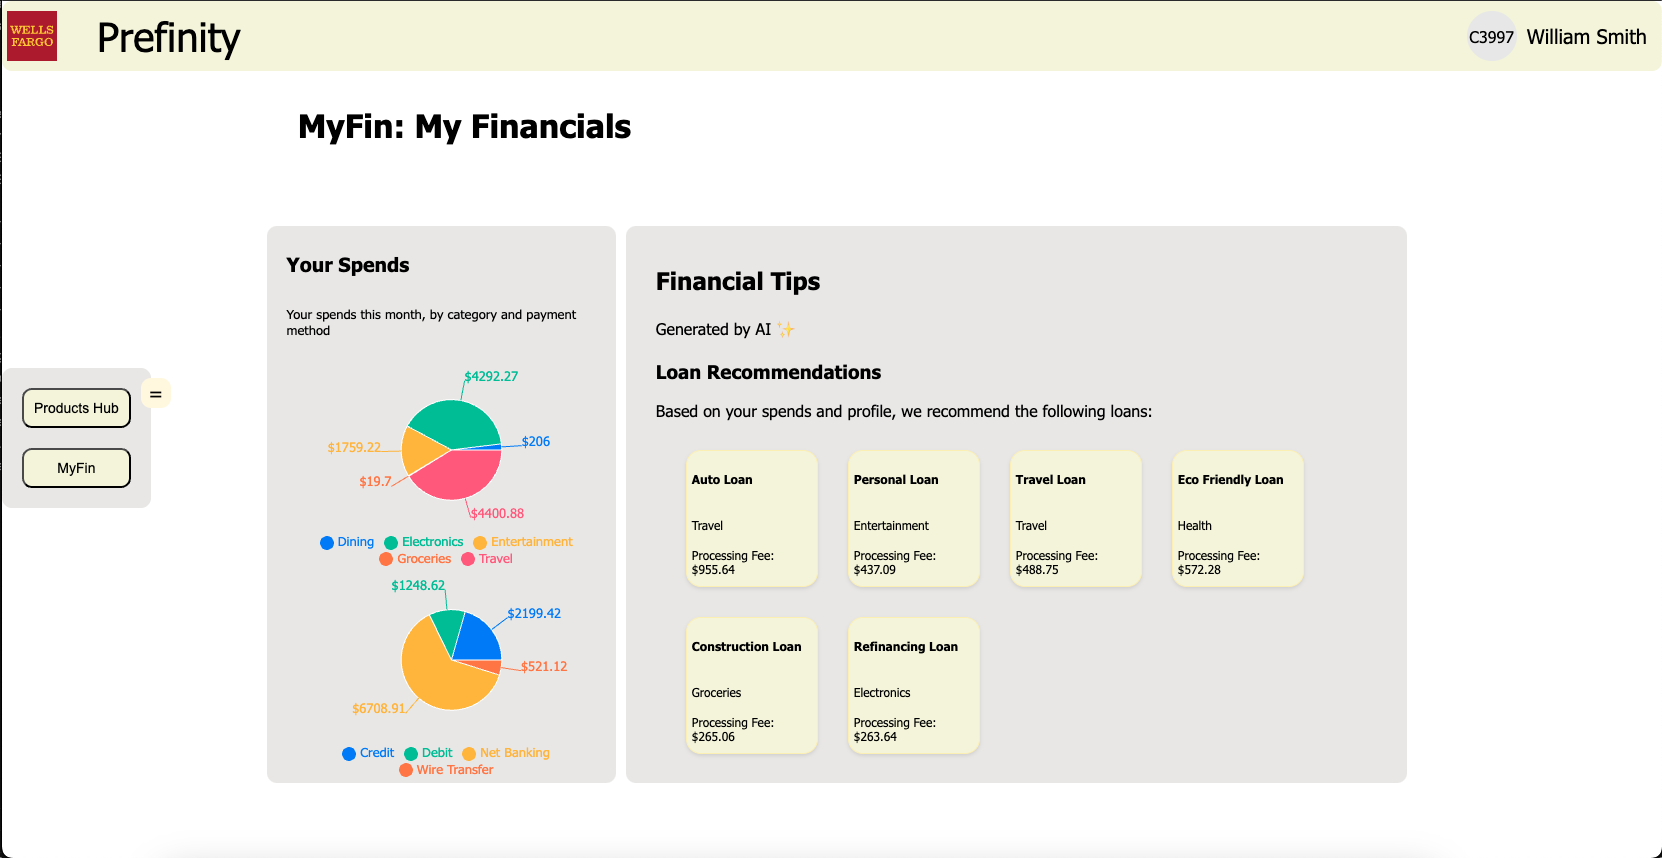 WELLS
FARGO
Prefinity
C3997
William Smith
MyFin: My Financials
Your Spends
Your spends this month, by category and payment
method
$4292.27
$206
$1759.22
$19.7
$4400.88
Dining Electronics Entertainment
Groceries Travel
$1248.62
$2199.42
$521.12
$6708.91
Credit Debit Net Banking
Wire Transfer
Products Hub
=
MyFin
Financial Tips
Generated by AI ✨
Loan Recommendations
Based on your spends and profile, we recommend the following loans:
Auto Loan
Travel
Processing Fee:
$955.64
Personal Loan
Entertainment
Processing Fee:
$437.09
Travel Loan
Travel
Processing Fee:
$488.75
Eco Friendly Loan
Health
Processing Fee:
$572.28
Construction Loan
Groceries
Processing Fee:
$265.06
Refinancing Loan
Electronics
Processing Fee:
$263.64